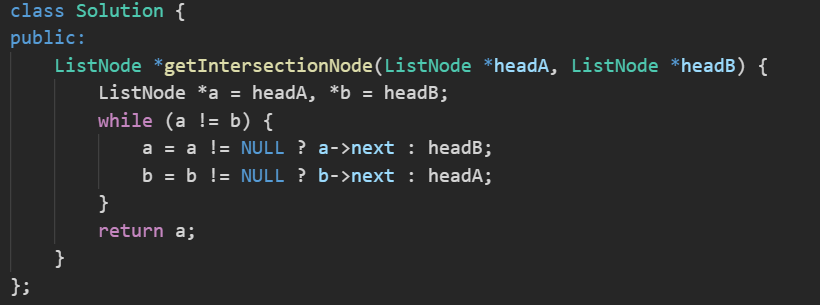 class Solution {
public:
    ListNode *getIntersectionNode(ListNode *headA, ListNode *headB) {
        ListNode *a = headA, *b = headB;
        while (a != b) {
            a = a != NULL ? a->next : headB;
            b = b != NULL ? b->next : headA;
        }
        return a;
    }
};